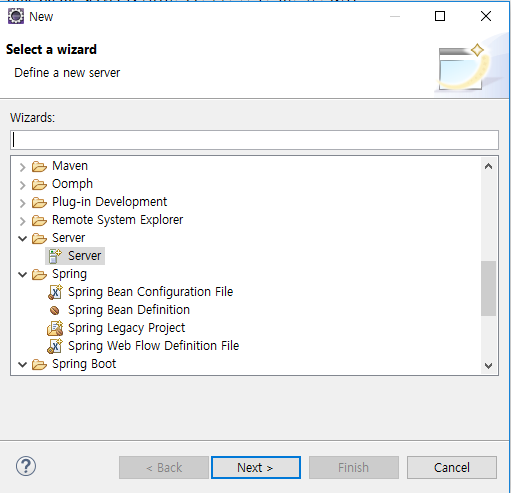 New
Select a wizard
Define a new server
Wizards:
Maven
Oomph
Plug-in Development
Remote System Explorer
Server
Server
Spring
Spring Bean Configuration File
Spring Bean Definition
Spring Legacy Project
Spring Web Flow Definition File
Spring Boot
< Back
Next >
Finish
Cancel